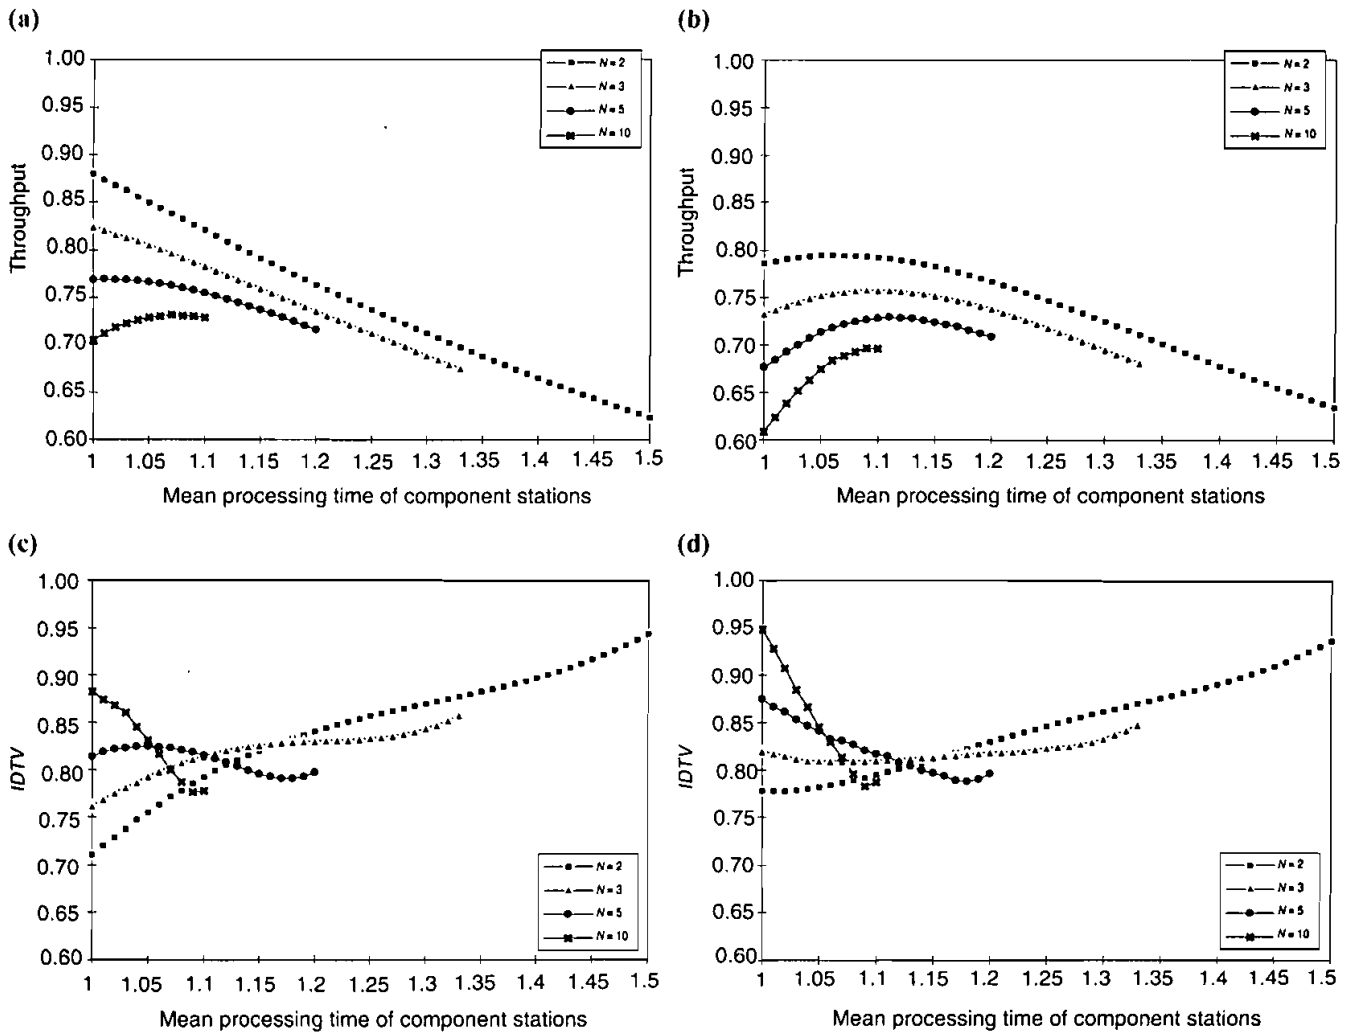 (a)
1.00
0.95
0.90
0.85
0.80
0.75
0.70
0.65
0.60
Throughput
1
1.05
1.1
1.15
1.2
1.25
1.3
1.35
1.4
1.45
1.5
Mean processing time of component stations
N = 2
N = 3
N = 5
N = 10
(b)
1.00
0.95
0.90
0.85
0.80
0.75
0.70
0.65
0.60
Throughput
1
1.05
1.1
1.15
1.2
1.25
1.3
1.35
1.4
1.45
1.5
Mean processing time of component stations
N = 2
N = 3
N = 5
N = 10
(c)
1.00
0.95
0.90
0.85
0.80
0.75
0.70
0.65
0.60
IDTV
1
1.05
1.1
1.15
1.2
1.25
1.3
1.35
1.4
1.45
1.5
Mean processing time of component stations
N = 2
N = 3
N = 5
N = 10
(d)
1.00
0.95
0.90
0.85
0.80
0.75
0.70
0.65
0.60
IDTV
1
1.05
1.1
1.15
1.2
1.25
1.3
1.35
1.4
1.45
1.5
Mean processing time of component stations
N = 2
N = 3
N = 5
N = 10